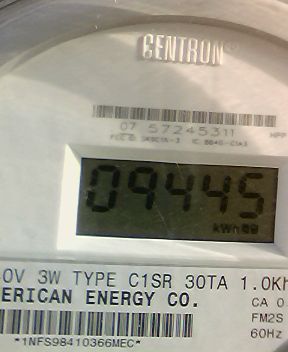 CENTRON®
07 57245311
09445
kWh
0V 3W TYPE C1SR 30TA 1.0Kh
ERICAN ENERGY CO.
CA 0
FM2S
60Hz
*1NFS98410366MEC*